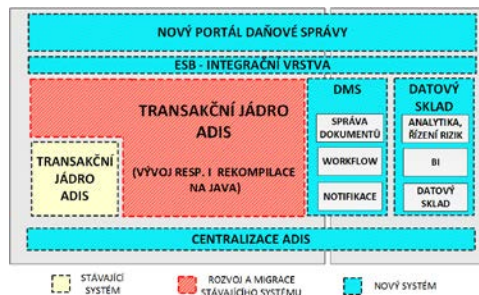 NOVÝ PORTÁL DAŇOVÉ SPRÁVY
ESB - INTEGRAČNÍ VRSTVA
TRANSAKČNÍ JÁDRO
ADIS
(VÝVOJ RESP. I REKOMPILACE
NA JAVA)
TRANSAKČNÍ
JÁDRO
ADIS
DMS
SPRÁVA
DOKUMENTŮ
WORKFLOW
NOTIFIKACE
DATOVÝ
SKLAD
ANALYTIKA,
ŘÍZENÍ RIZIK
BI
DATOVÝ
SKLAD
CENTRALIZACE ADIS
STÁVAJÍCÍ
SYSTÉM
ROZVOJ A MIGRACE
STÁVAJÍCÍHO SYSTÉMU
NOVÝ SYSTÉM